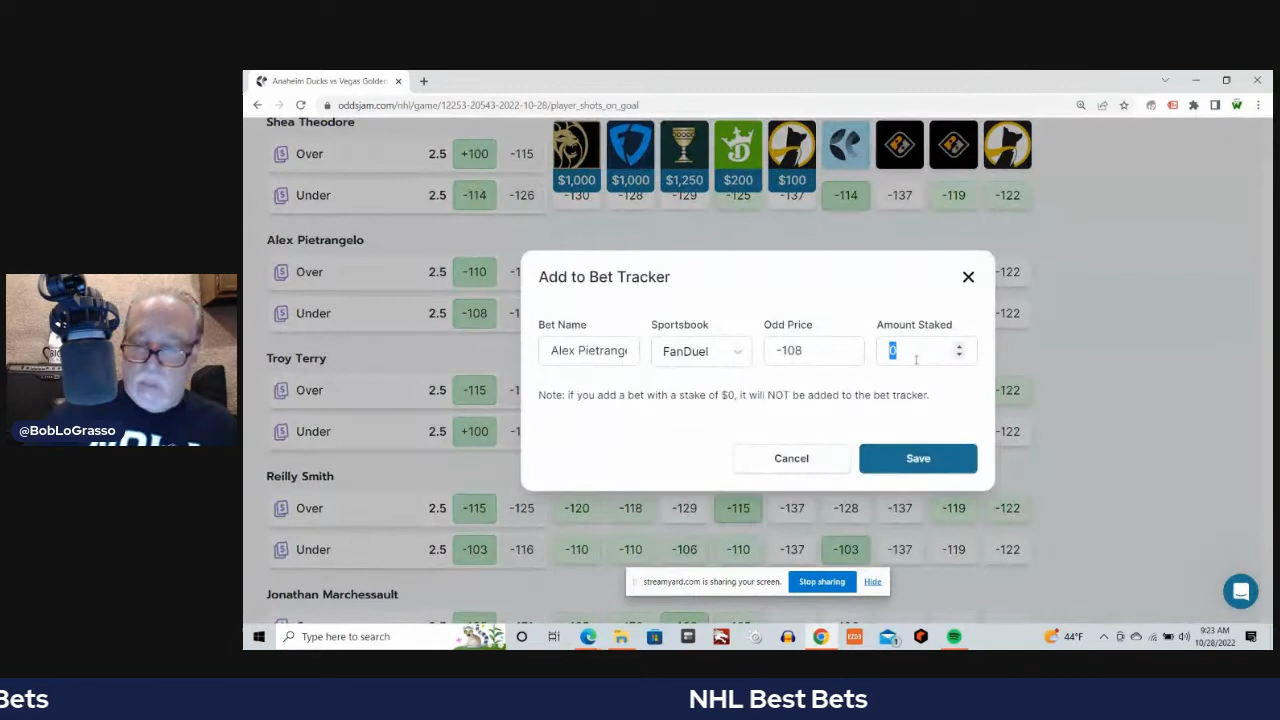 Anaheim Ducks vs Vegas Golden
oddsjam.com/nhl/game/12253-20543-2022-10-28/player_shots_on_goal
Shea Theodore
Over 2.5 +100 -115
$1,000 $1,000 $1,250 $200 $100
Under 2.5 -114 -126 -130 -128 -129 -125 -137 -114 -137 -119 -122
Alex Pietrangelo
Over 2.5 -110 -122
Under 2.5 -108 -122
Add to Bet Tracker
Bet Name Sportsbook Odd Price Amount Staked
Alex Pietrang FanDuel -108 0
Note: if you add a bet with a stake of $0, it will NOT be added to the bet tracker.
Cancel Save
Troy Terry
Over 2.5 -115 -122
Under 2.5 +100 -122
Reilly Smith
Over 2.5 -115 -125 -120 -118 -129 -115 -137 -128 -137 -119 -122
Under 2.5 -103 -116 -110 -110 -106 -110 -137 -103 -137 -119 -122
streamyard.com is sharing your screen. Stop sharing Hide
Jonathan Marchessault
Type here to search
44°F
9:23 AM
10/28/2022
@BobLoGrasso
Bets NHL Best Bets